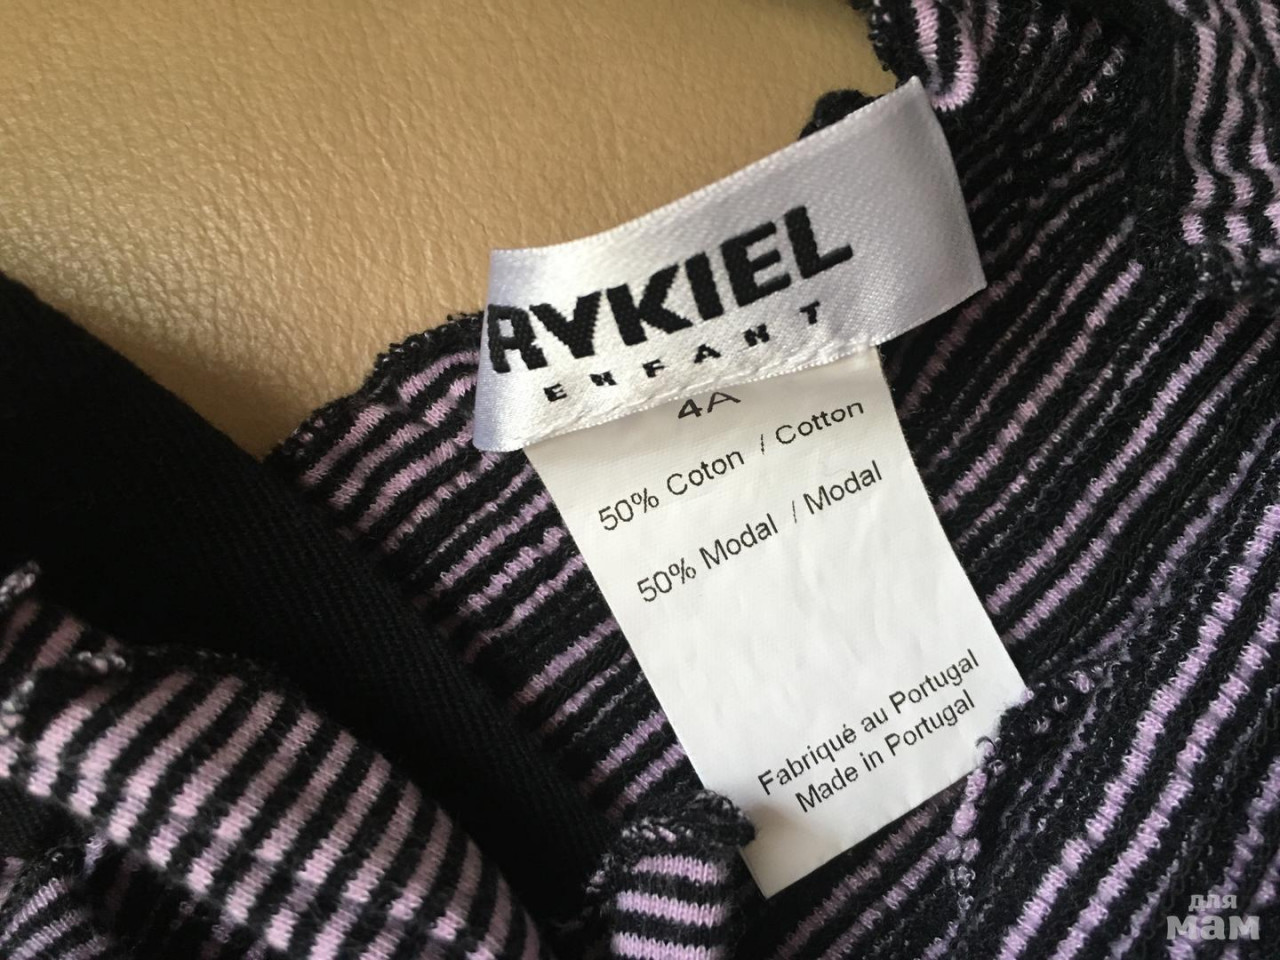 RYKIEL
ENFANT
4A
50% Coton / Cotton
50% Modal / Modal
Fabriqué au Portugal
Made in Portugal
для
мам